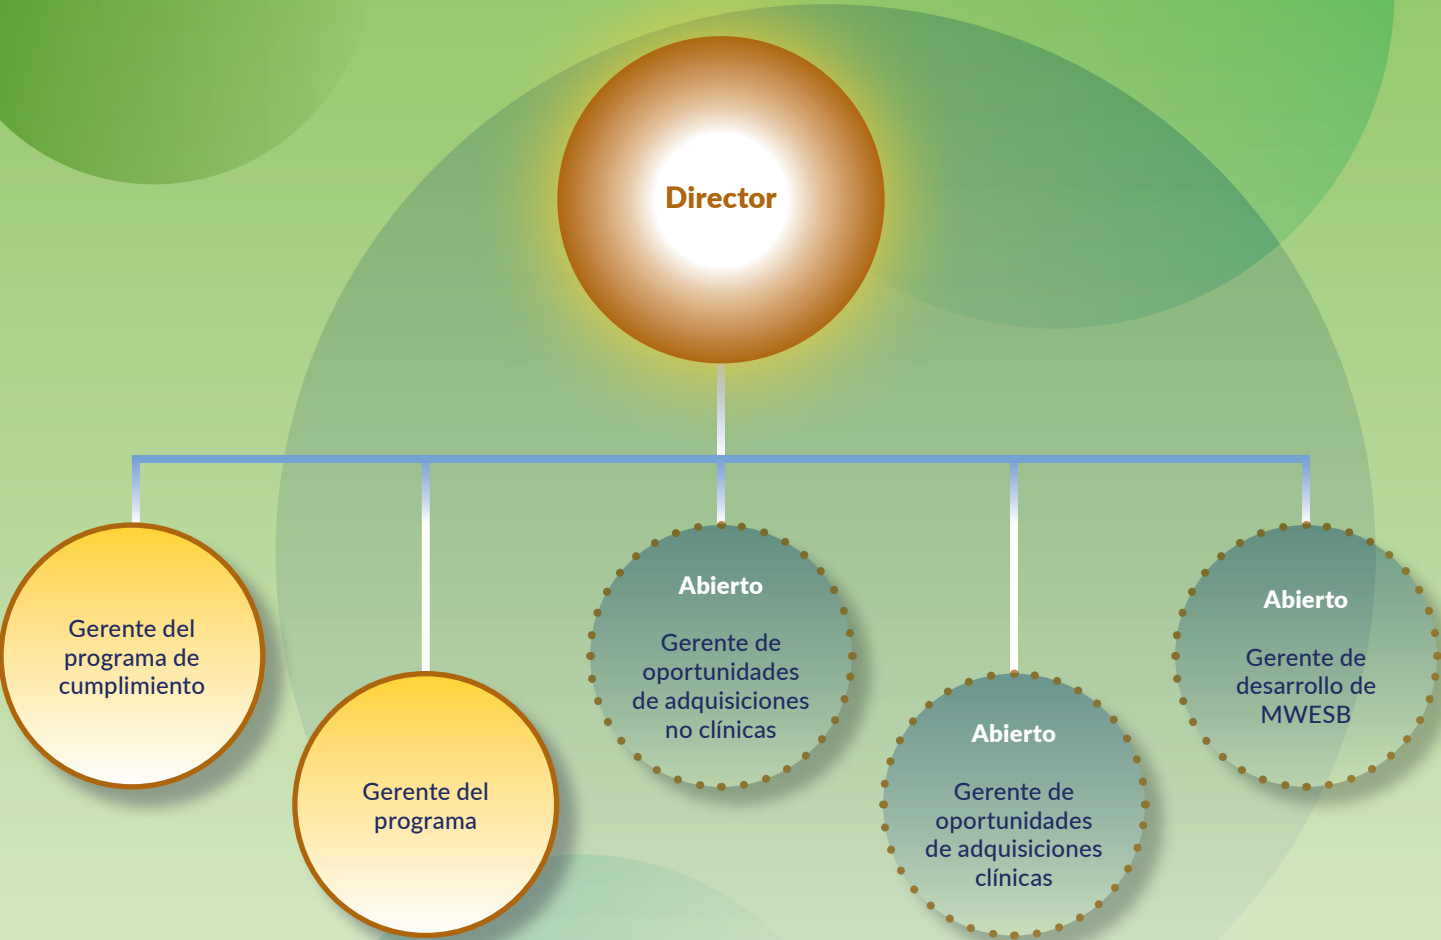 Director
Gerente del
programa de
cumplimiento
Gerente del
programa
Abierto
Gerente de
oportunidades
de adquisiciones
no clínicas
Abierto
Gerente de
oportunidades
de adquisiciones
clínicas
Abierto
Gerente de
desarrollo de
MWESB